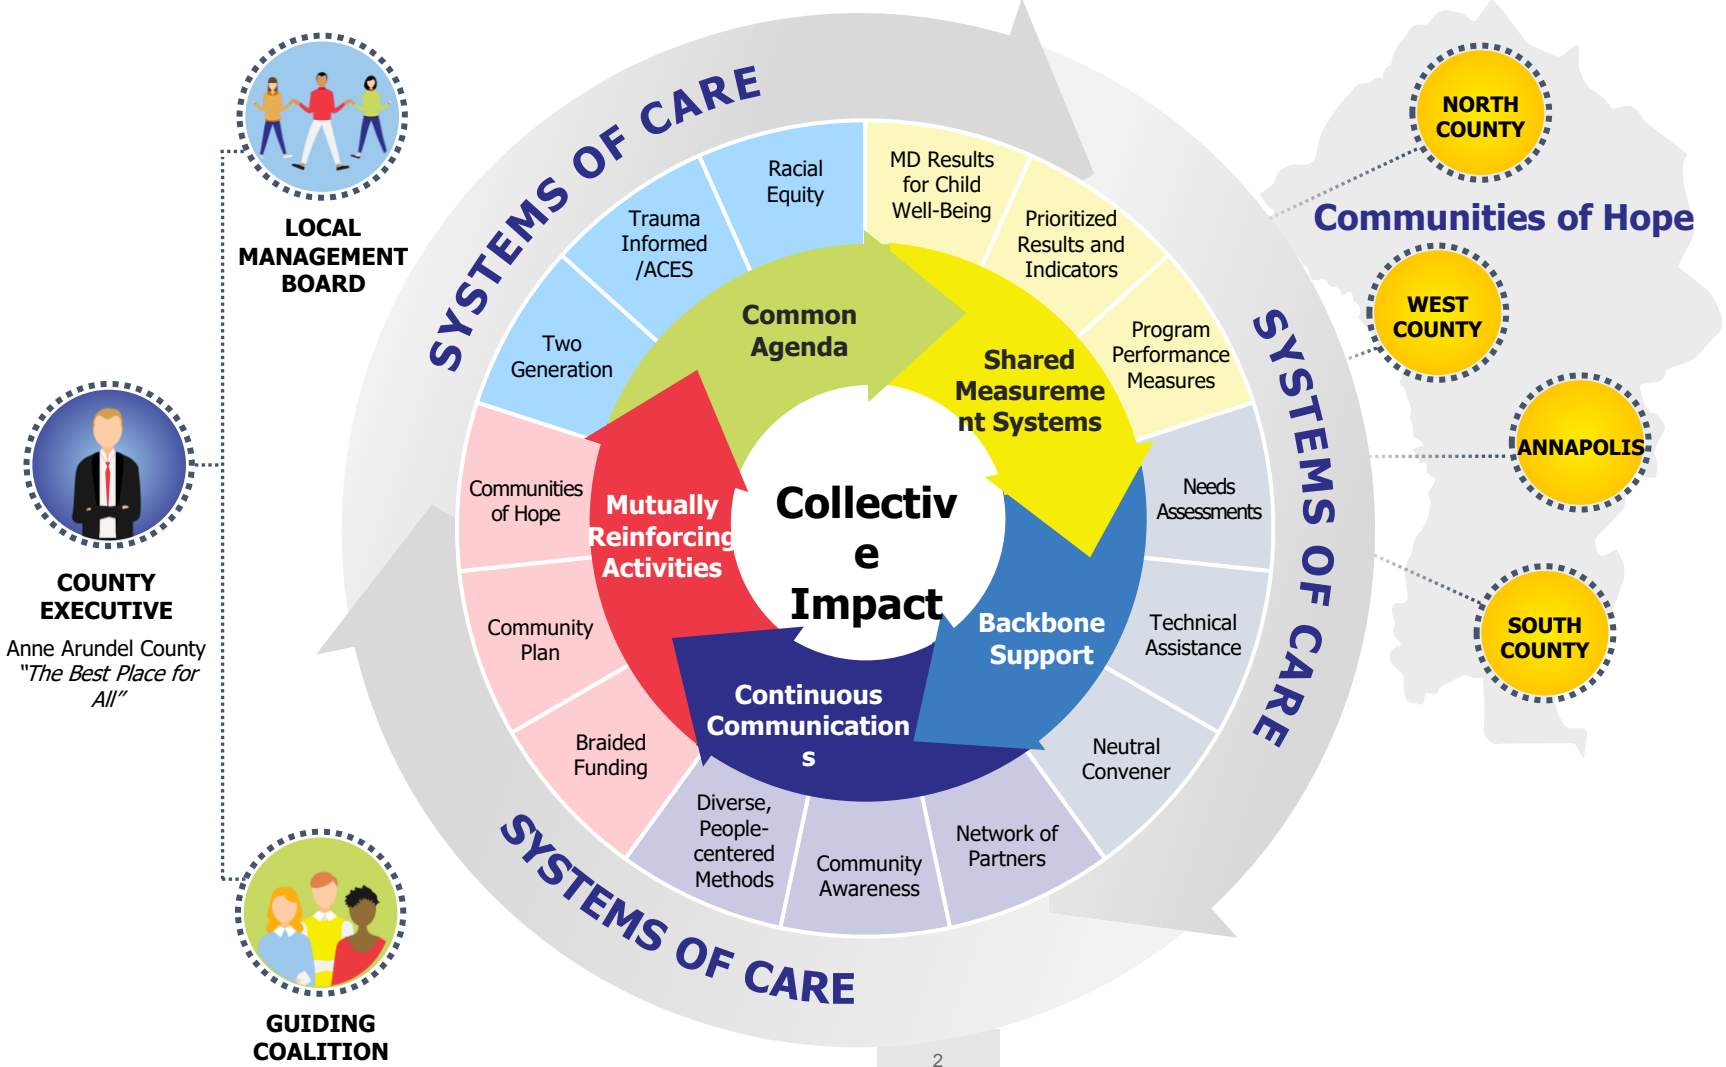 LOCAL
MANAGEMENT
BOARD
COUNTY
EXECUTIVE
Anne Arundel County
"The Best Place for
All"
GUIDING
COALITION
SYSTEMS OF CARE
SYSTEMS OF CARE
SYSTEMS OF CARE
Racial
Equity
Trauma
Informed
/ACES
Two
Generation
MD Results
for Child
Well-Being
Prioritized
Results and
Indicators
Program
Performance
Measures
Needs
Assessments
Technical
Assistance
Neutral
Convener
Network of
Partners
Community
Awareness
Diverse,
People-
centered
Methods
Braided
Funding
Community
Plan
Communities
of Hope
Common
Agenda
Shared
Measureme
nt Systems
Backbone
Support
Continuous
Communication
s
Mutually
Reinforcing
Activities
Collectiv
e
Impact
NORTH
COUNTY
Communities of Hope
WEST
COUNTY
ANNAPOLIS
SOUTH
COUNTY
2